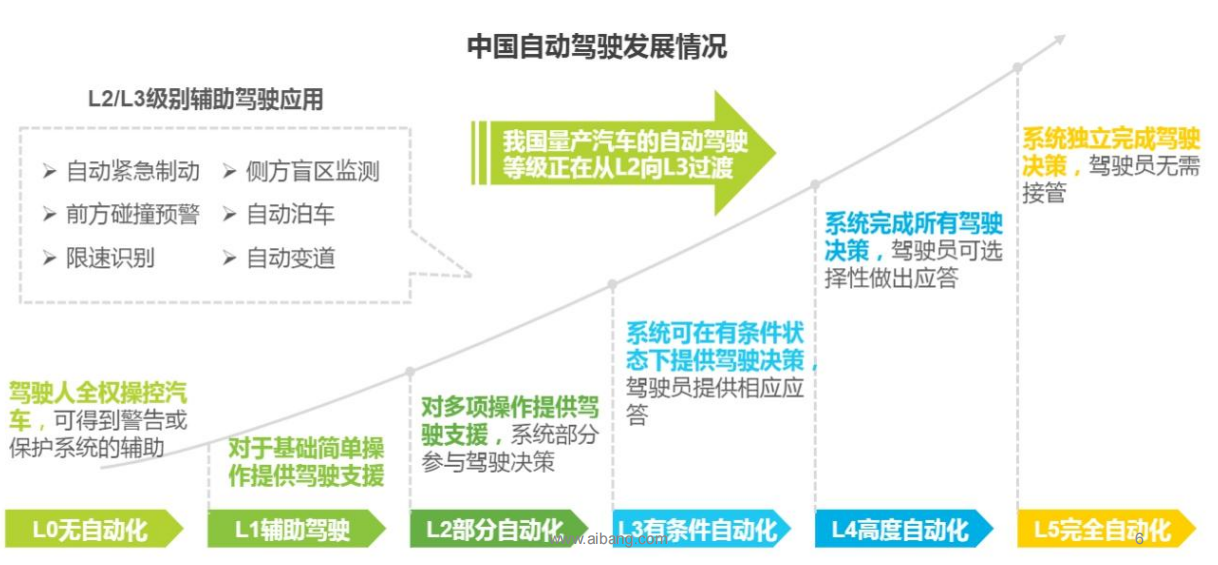 中国自动驾驶发展情况
L2/L3级别辅助驾驶应用
➢ 自动紧急制动 ➢ 侧方盲区监测
➢ 前方碰撞预警 ➢ 自动泊车
➢ 限速识别 ➢ 自动变道
我国量产汽车的自动驾驶
等级正在从L2向L3过渡
驾驶人全权操控汽
车，可得到警告或
保护系统的辅助
对于基础简单操
作提供驾驶支援
对多项操作提供驾
驶支援，系统部分
参与驾驶决策
系统可在有条件状
态下提供驾驶决策，
驾驶员提供相应应
答
系统完成所有驾驶
决策，驾驶员可选
择性做出应答
系统独立完成驾驶
决策，驾驶员无需
接管
L0无自动化
L1辅助驾驶
L2部分自动化
L3有条件自动化
L4高度自动化
L5完全自动化
www.aibang.com
6